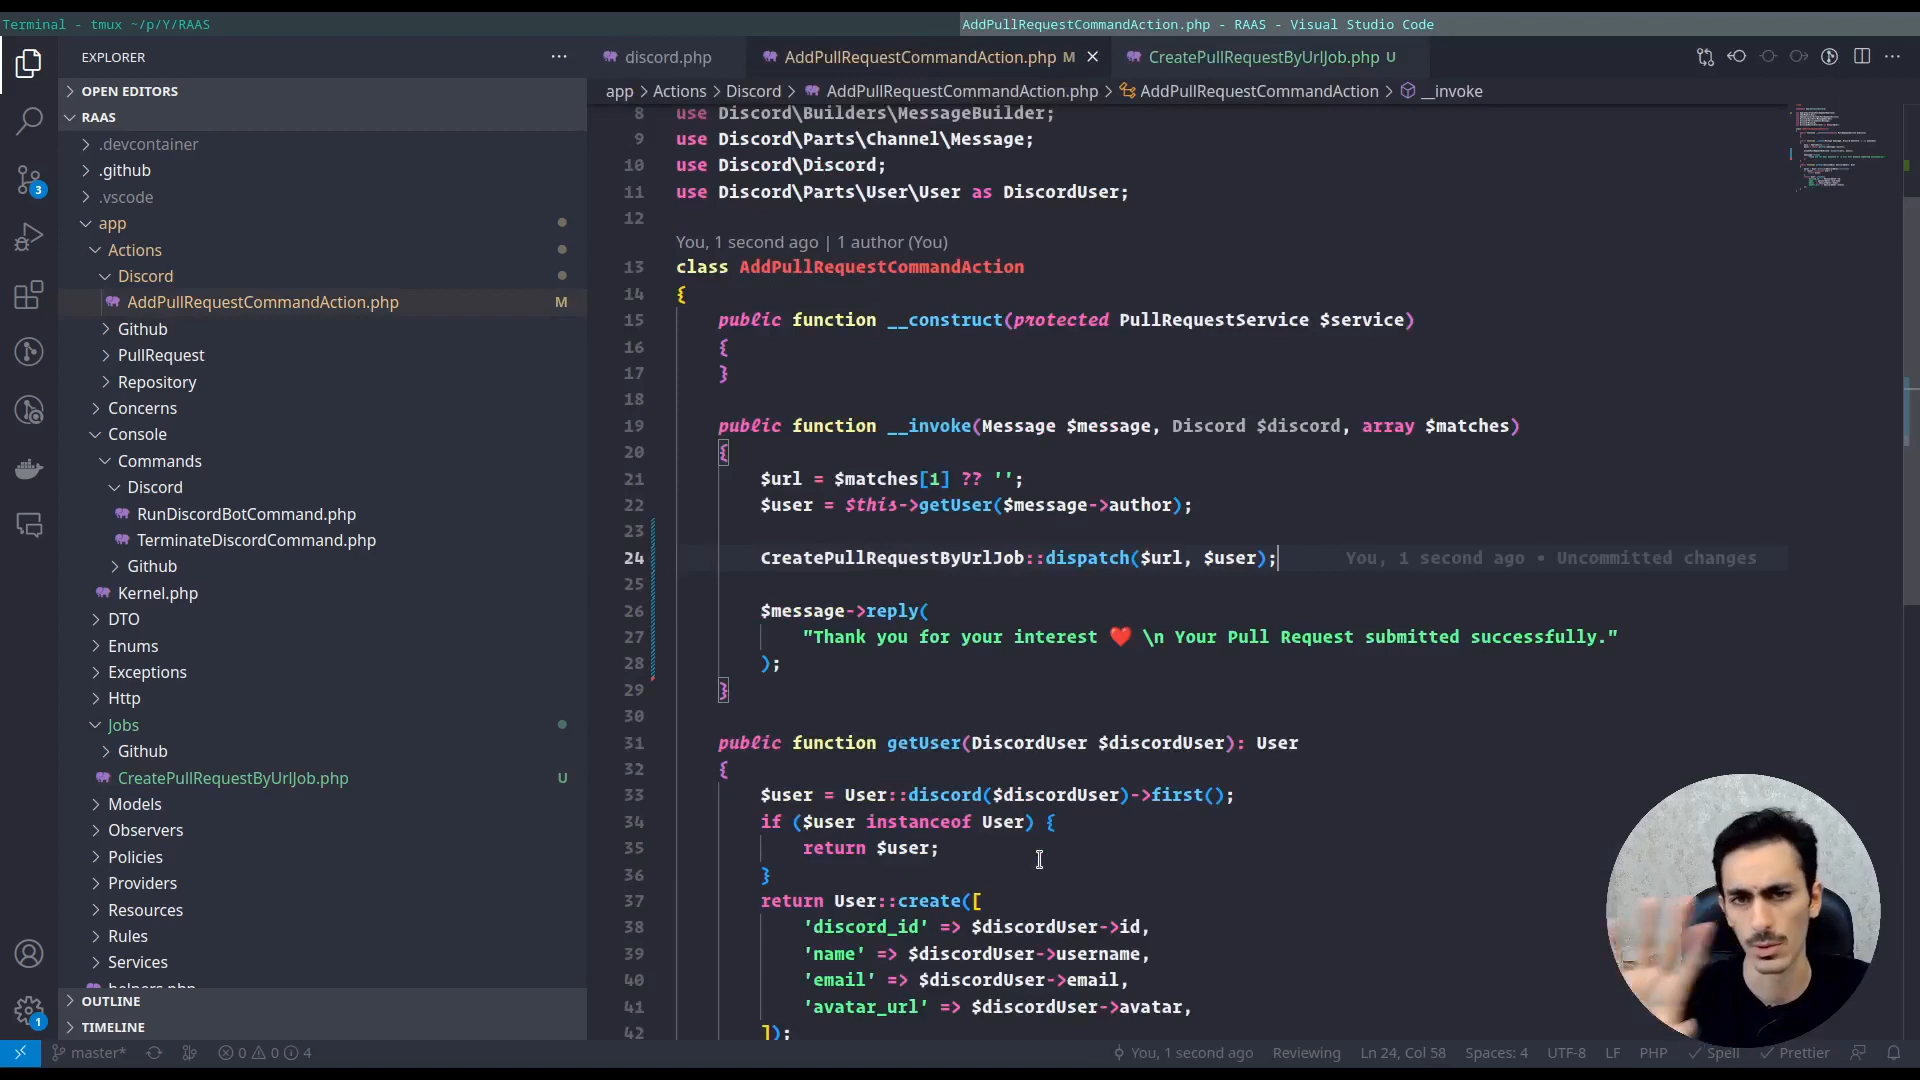 Terminal - tmux ~/p/Y/RAAS
AddPullRequestCommandAction.php - RAAS - Visual Studio Code
EXPLORER
OPEN EDITORS
RAAS
.devcontainer
.github
.vscode
app
Actions
Discord
AddPullRequestCommandAction.php M
Github
PullRequest
Repository
Concerns
Console
Commands
Discord
RunDiscordBotCommand.php
TerminateDiscordCommand.php
Github
Kernel.php
DTO
Enums
Exceptions
Http
Jobs
Github
CreatePullRequestByUrlJob.php U
Models
Observers
Policies
Providers
Resources
Rules
Services
helpers.php
OUTLINE
TIMELINE
3
1
discord.php
AddPullRequestCommandAction.php M
CreatePullRequestByUrlJob.php U
app > Actions > Discord > AddPullRequestCommandAction.php > AddPullRequestCommandAction > __invoke
8 use Discord\Builders\MessageBuilder;
9 use Discord\Parts\Channel\Message;
10 use Discord\Discord;
11 use Discord\Parts\User\User as DiscordUser;
12
You, 1 second ago | 1 author (You)
13 class AddPullRequestCommandAction
14 {
15 public function __construct(protected PullRequestService $service)
16 {
17 }
18
19 public function __invoke(Message $message, Discord $discord, array $matches)
20 {
21 $url = $matches[1] ?? '';
22 $user = $this->getUser($message->author);
23
24 CreatePullRequestByUrlJob::dispatch($url, $user); You, 1 second ago • Uncommitted changes
25
26 $message->reply(
27 "Thank you for your interest ❤️ \n Your Pull Request submitted successfully."
28 );
29 }
30
31 public function getUser(DiscordUser $discordUser): User
32 {
33 $user = User::discord($discordUser)->first();
34 if ($user instanceof User) {
35 return $user;
36 }
37 return User::create([
38 'discord_id' => $discordUser->id,
39 'name' => $discordUser->username,
40 'email' => $discordUser->email,
41 'avatar_url' => $discordUser->avatar,
42 ]);
master* 0 0 4 You, 1 second ago Reviewing Ln 24, Col 58 Spaces: 4 UTF-8 LF PHP Spell Prettier